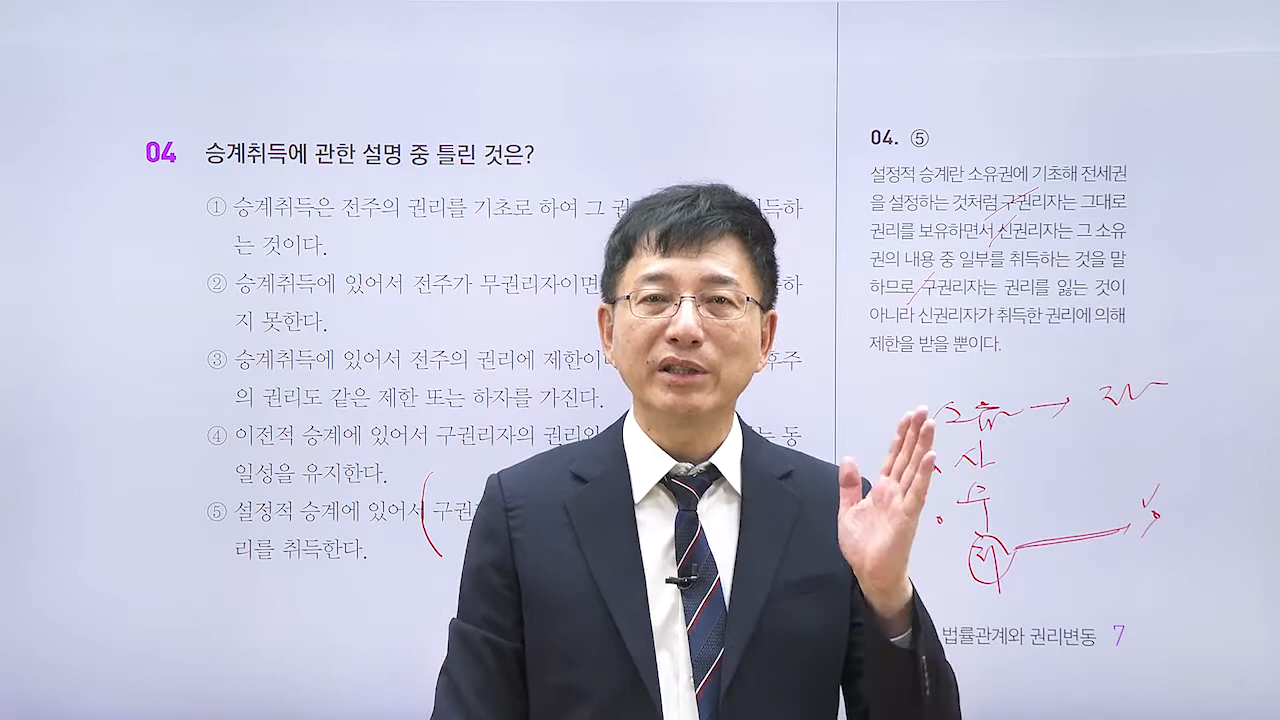 04 승계취득에 관한 설명 중 틀린 것은?
① 승계취득은 전주의 권리를 기초로 하여 그
는 것이다.
② 승계취득에 있어서 전주가 무권리자이면
지 못한다.
③ 승계취득에 있어서 전주의 권리에 제한이 후주
의 권리도 같은 제한 또는 하자를 가진다.
④ 이전적 승계에 있어서 구권리자의 권리와 는 동
일성을 유지한다.
⑤ 설정적 승계에 있어서 구권
리를 취득한다.
04. ⑤
설정적 승계란 소유권에 기초해 전세권
을 설정하는 것처럼 구권리자는 그대로
권리를 보유하면서 신권리자는 그 소유
권의 내용 중 일부를 취득하는 것을 말
하므로 구권리자는 권리를 잃는 것이
아니라 신권리자가 취득한 권리에 의해
제한을 받을 뿐이다.
사
법률관계와 권리변동 7